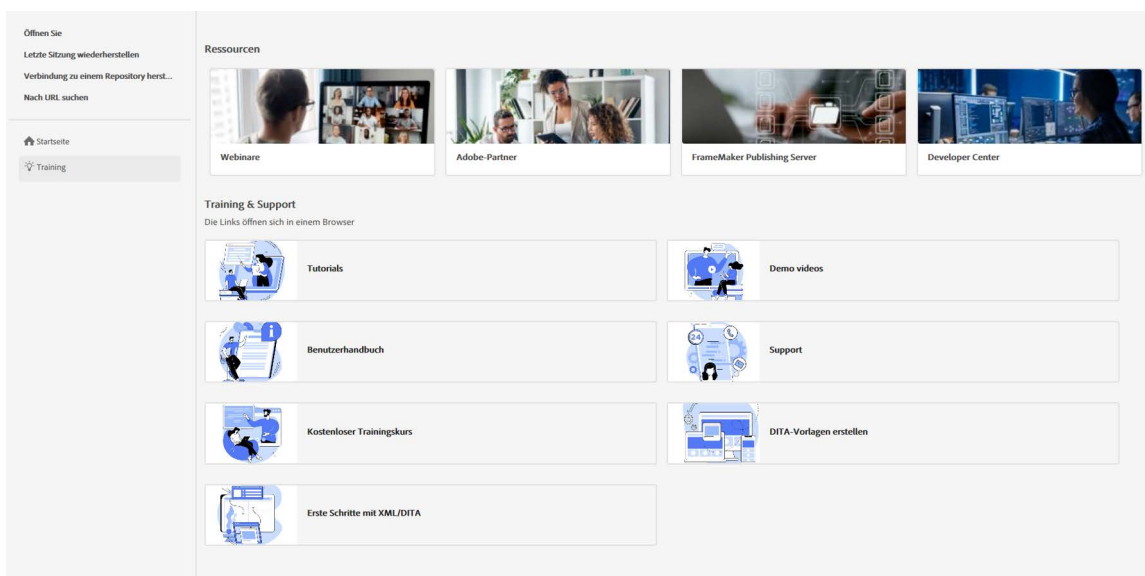 Öffnen Sie
Letzte Sitzung wiederherstellen
Verbindung zu einem Repository herst...
Nach URL suchen
Startseite
Training
Ressourcen
Webinare
Adobe-Partner
FrameMaker Publishing Server
Developer Center
Training & Support
Die Links öffnen sich in einem Browser
Tutorials
Demo videos
Benutzerhandbuch
24
Support
Kostenloser Trainingskurs
DITA-Vorlagen erstellen
Erste Schritte mit XML/DITA